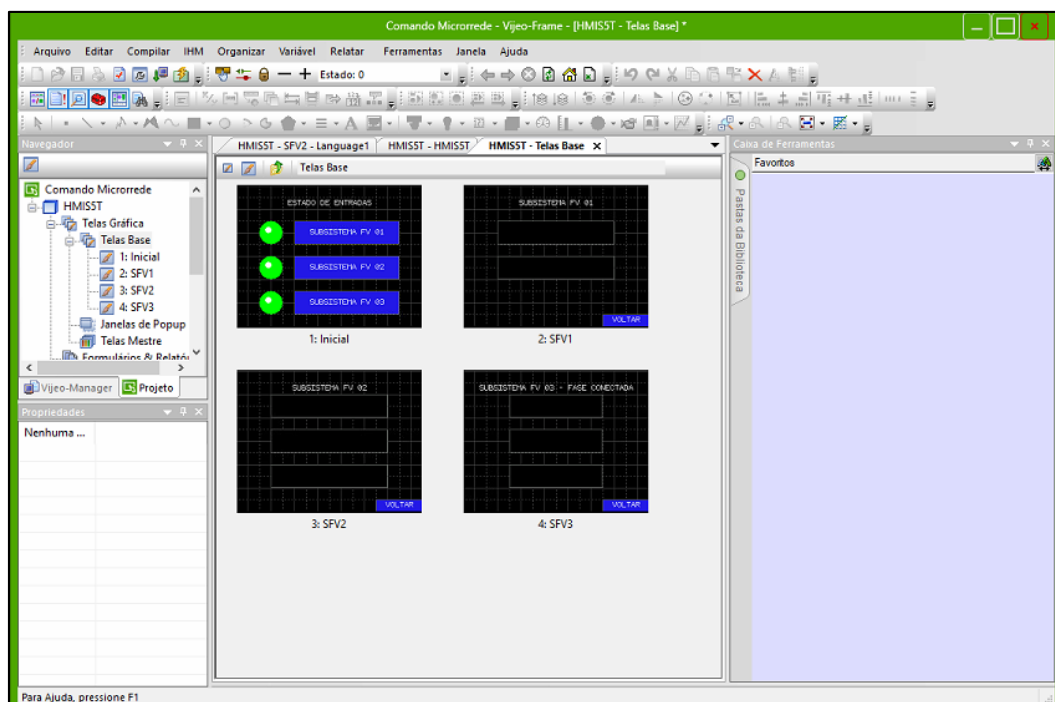 Comando Microrrede - Vijeo-Frame - [HMIS5T - Telas Base] *
Arquivo Editar Compilar IHM Organizar Variável Relatar Ferramentas Janela Ajuda
Estado: 0
Navegador
HMIS5T - SFV2 - Language1
HMIS5T - HMIS5T
HMIS5T - Telas Base
Caixa de Ferramentas
Telas Base
Favoritos
Pastas da Biblioteca
Comando Microrrede
HMIS5T
Telas Gráfica
Telas Base
1: Inicial
2: SFV1
3: SFV2
4: SFV3
Janelas de Popup
Telas Mestre
Formulários & Relató
Vijeo-Manager
Projeto
Propriedades
Nenhuma ...
ESTADO DE ENTRADAS
SUBSISTEMA FV 01
SUBSISTEMA FV 02
SUBSISTEMA FV 03
1: Inicial
SUBSISTEMA FV 01
VOLTAR
2: SFV1
SUBSISTEMA FV 02
VOLTAR
3: SFV2
SUBSISTEMA FV 03 - FASE CONECTADA
VOLTAR
4: SFV3
Para Ajuda, pressione F1